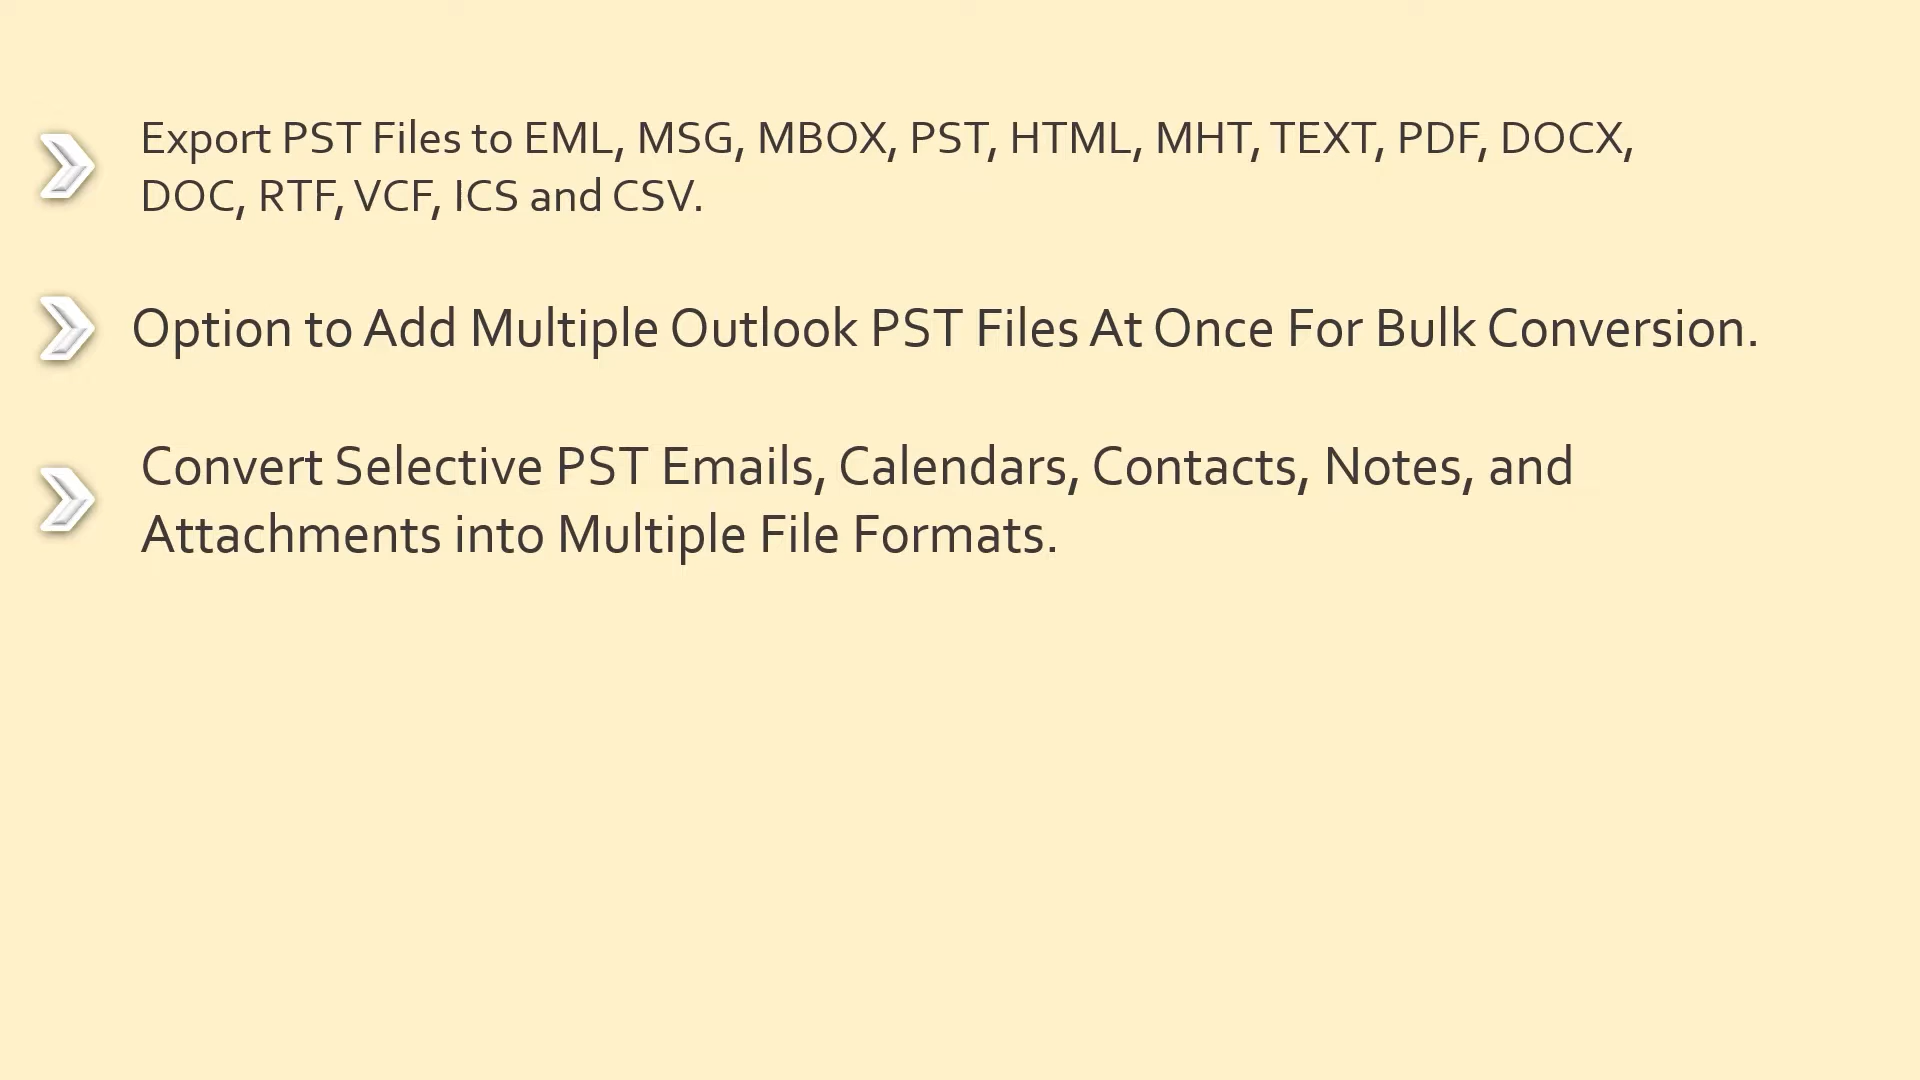 Export PST Files to EML, MSG, MBOX, PST, HTML, MHT, TEXT, PDF, DOCX,
DOC, RTF, VCF, ICS and CSV.
Option to Add Multiple Outlook PST Files At Once For Bulk Conversion.
Convert Selective PST Emails, Calendars, Contacts, Notes, and
Attachments into Multiple File Formats.